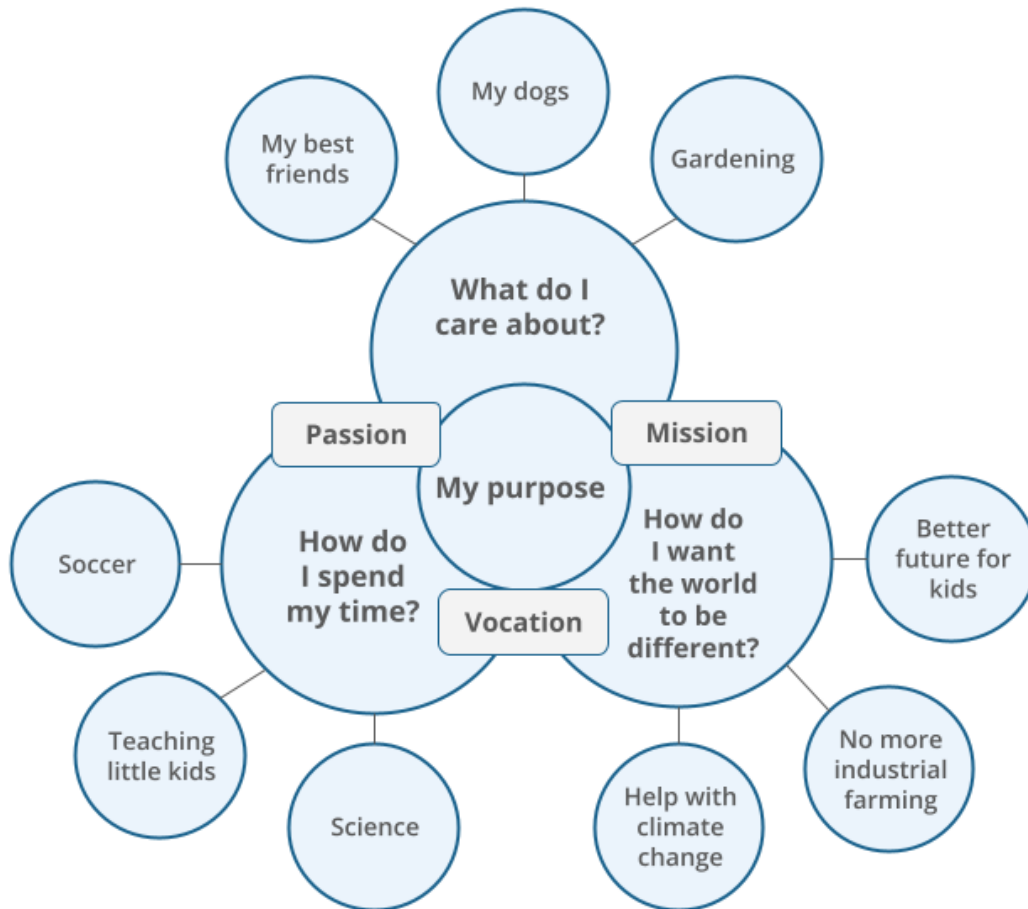 My dogs
My best
friends
Gardening
What do I
care about?
Passion
Mission
My purpose
How do
I spend
my time?
How do
I want
the world
to be
different?
Vocation
Soccer
Teaching
little kids
Science
Better
future for
kids
No more
industrial
farming
Help with
climate
change